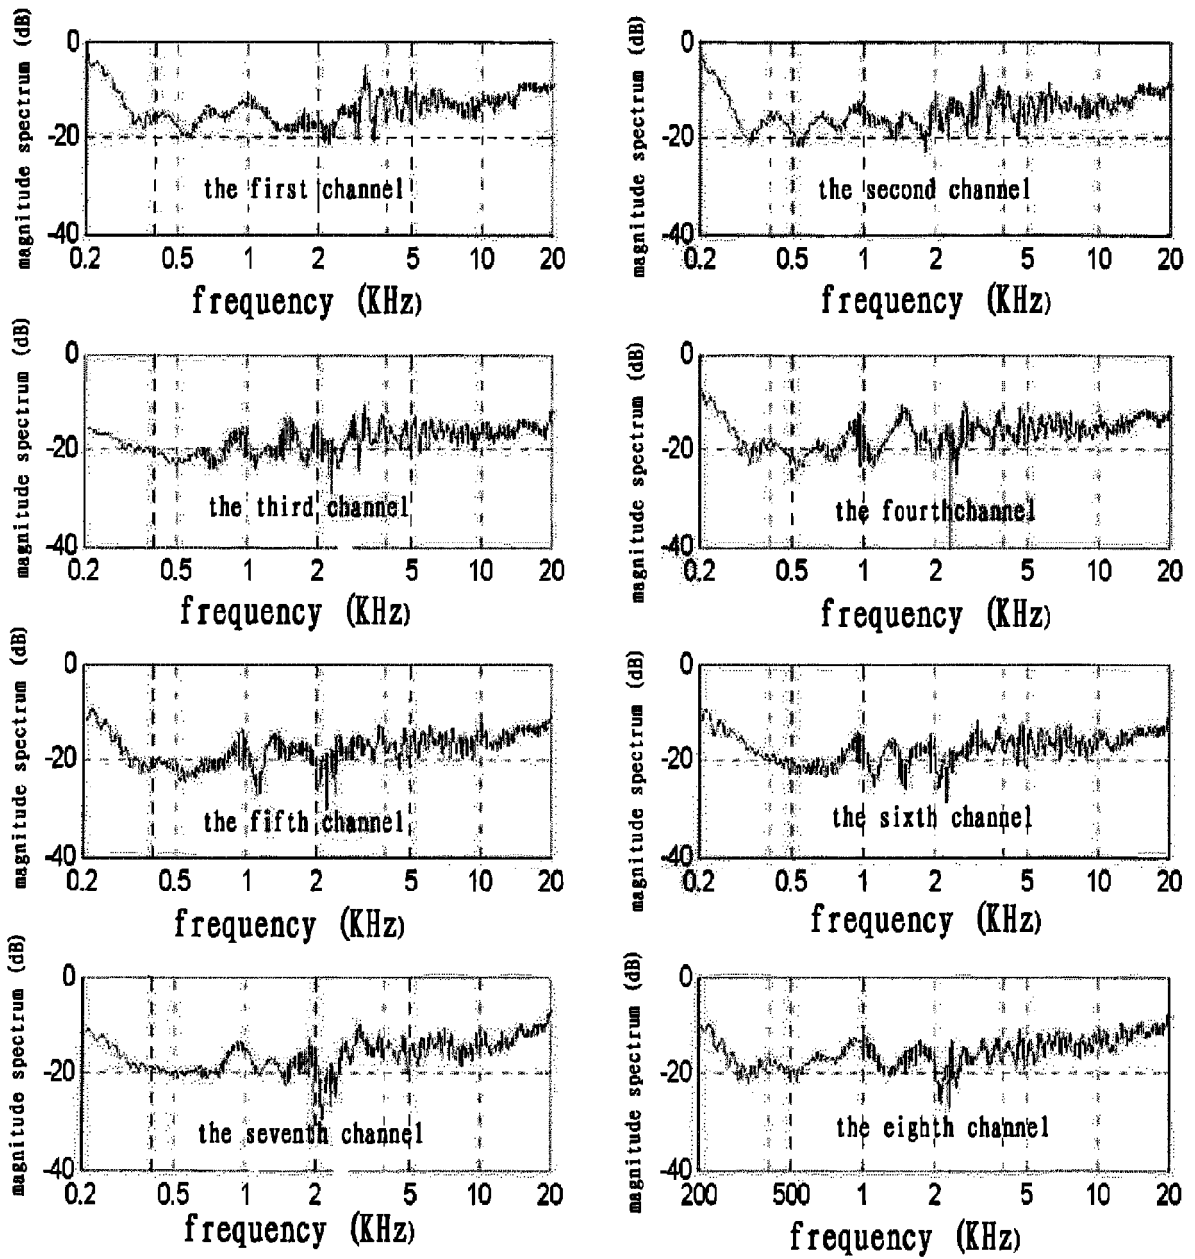 magnitude spectrum (dB)
0
-20
-40
the first channel
0.2 0.5 1 2 5 10 20
frequency (KHz)
magnitude spectrum (dB)
0
-20
-40
the second channel
0.2 0.5 1 2 5 10 20
frequency (KHz)
magnitude spectrum (dB)
0
-20
-40
the third channel
0.2 0.5 1 2 5 10 20
frequency (KHz)
magnitude spectrum (dB)
0
-20
-40
the fourthchannel
0.2 0.5 1 2 5 10 20
frequency (KHz)
magnitude spectrum (dB)
0
-20
-40
the fifth channel
0.2 0.5 1 2 5 10 20
frequency (KHz)
magnitude spectrum (dB)
0
-20
-40
the sixth channel
0.2 0.5 1 2 5 10 20
frequency (KHz)
magnitude spectrum (dB)
0
-20
-40
the seventh channel
0.2 0.5 1 2 5 10 20
frequency (KHz)
magnitude spectrum (dB)
0
-20
-40
the eighth channel
200 500 1 2 5 10 20
frequency (KHz)